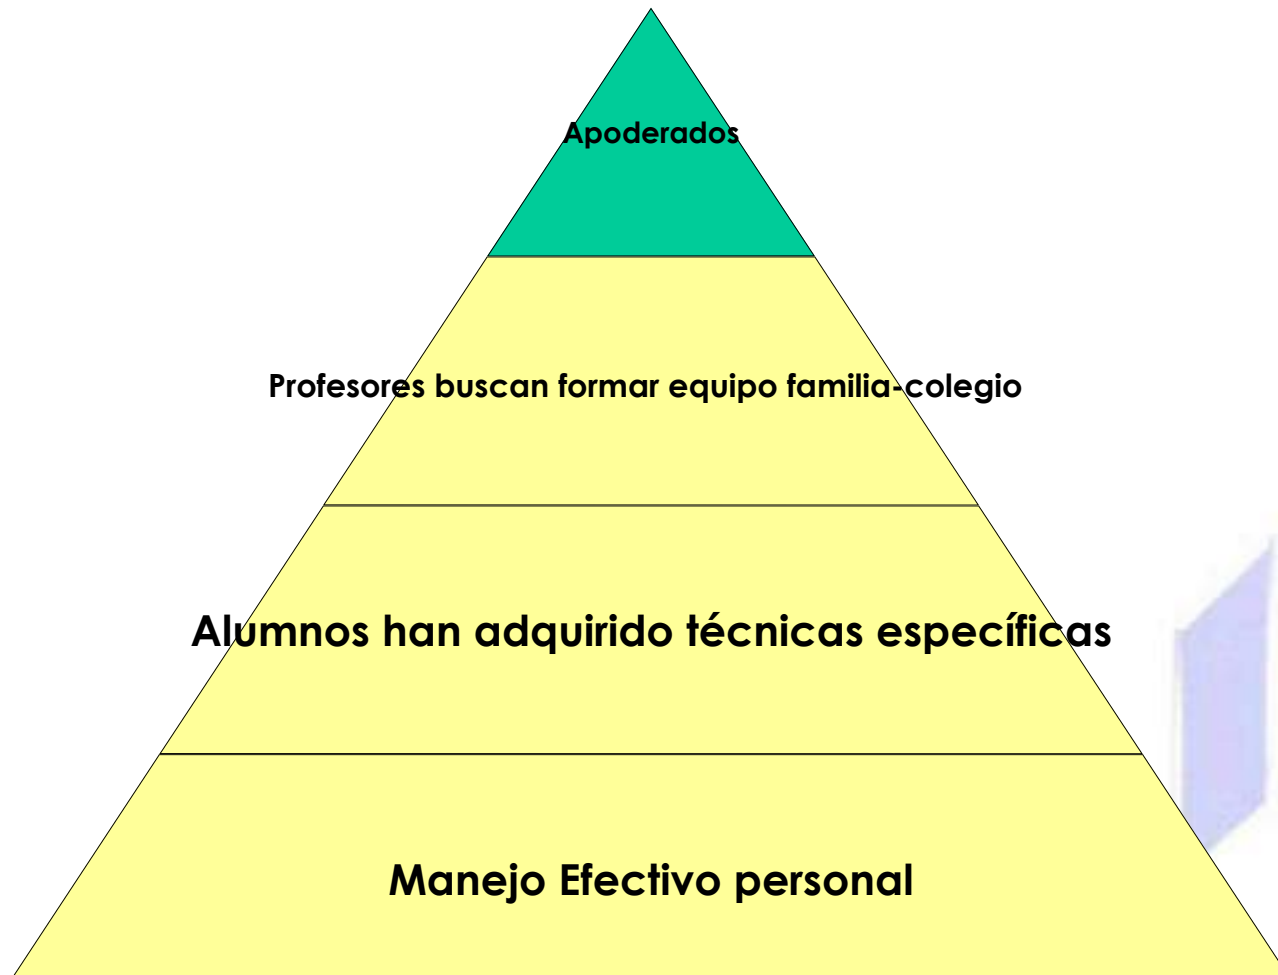 Apoderados
Profesores buscan formar equipo familia-colegio
Alumnos han adquirido técnicas específicas
Manejo Efectivo personal